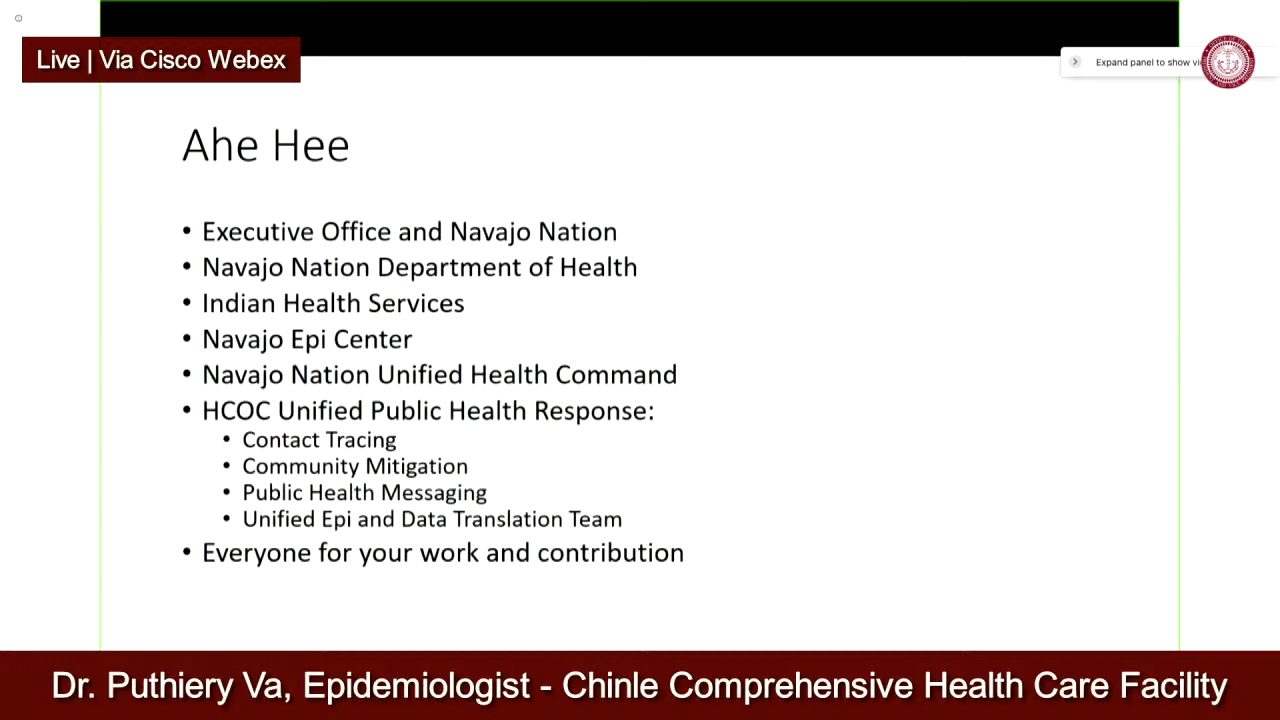 Live | Via Cisco Webex
Expand panel to show
Ahe Hee
• Executive Office and Navajo Nation
• Navajo Nation Department of Health
• Indian Health Services
• Navajo Epi Center
• Navajo Nation Unified Health Command
• HCOC Unified Public Health Response:
• Contact Tracing
• Community Mitigation
• Public Health Messaging
• Unified Epi and Data Translation Team
• Everyone for your work and contribution
Dr. Puthiery Va, Epidemiologist - Chinle Comprehensive Health Care Facility